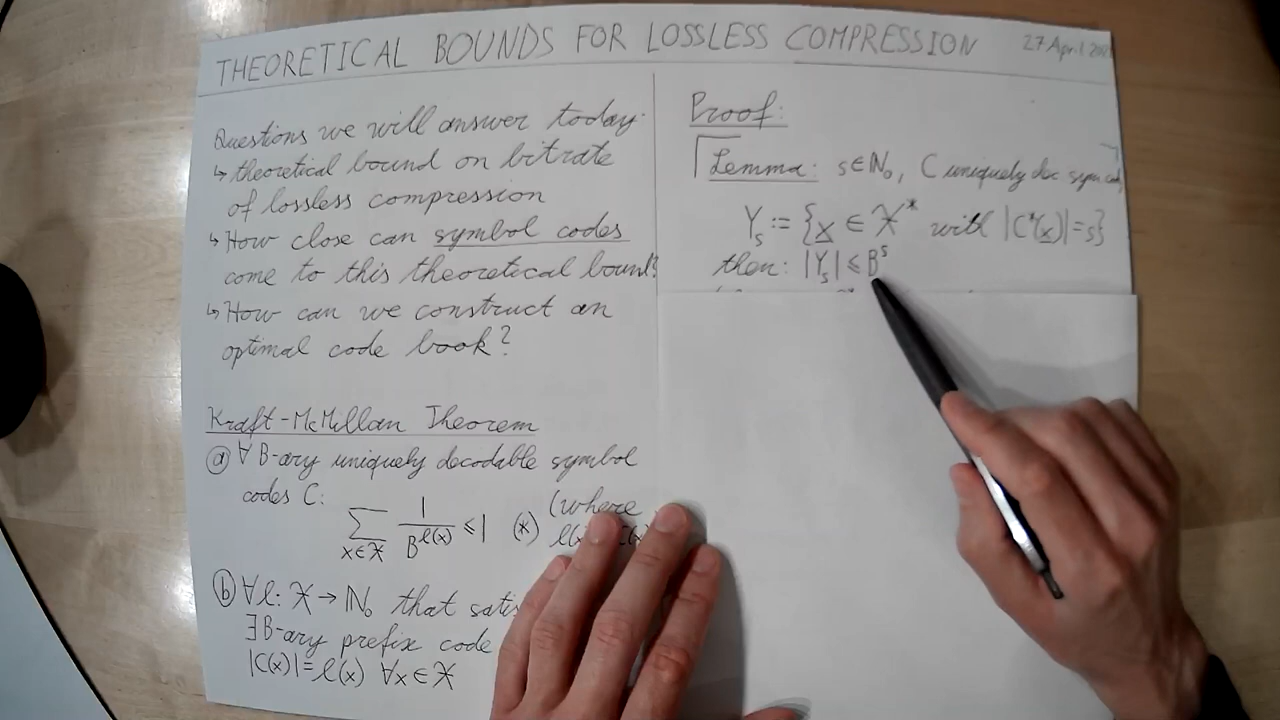 THEORETICAL BOUNDS FOR LOSSLESS COMPRESSION
27 April
Questions we will answer today:
↳ theoretical bound on bitrate
of lossless compression
↳ How close can symbol codes
come to this theoretical bound?
↳ How can we construct an
optimal code book?
Kraft-McMillan Theorem
ⓐ ∀ B-ary uniquely decodable symbol
codes C:
∑_{x∈𝒳} 1/B^{ℓ(x)} ≤ 1 (*) (where
ⓑ ∀ℓ: 𝒳 → ℕ₀ that
∃ B-ary prefix code
|C(x)| = ℓ(x) ∀x ∈ 𝒳
Proof:
Lemma: s∈ℕ₀, C uniquely dec symb
Yₛ := {x ∈ 𝒳* with |C*(x)| = s}
then: |Yₛ| ≤ Bˢ